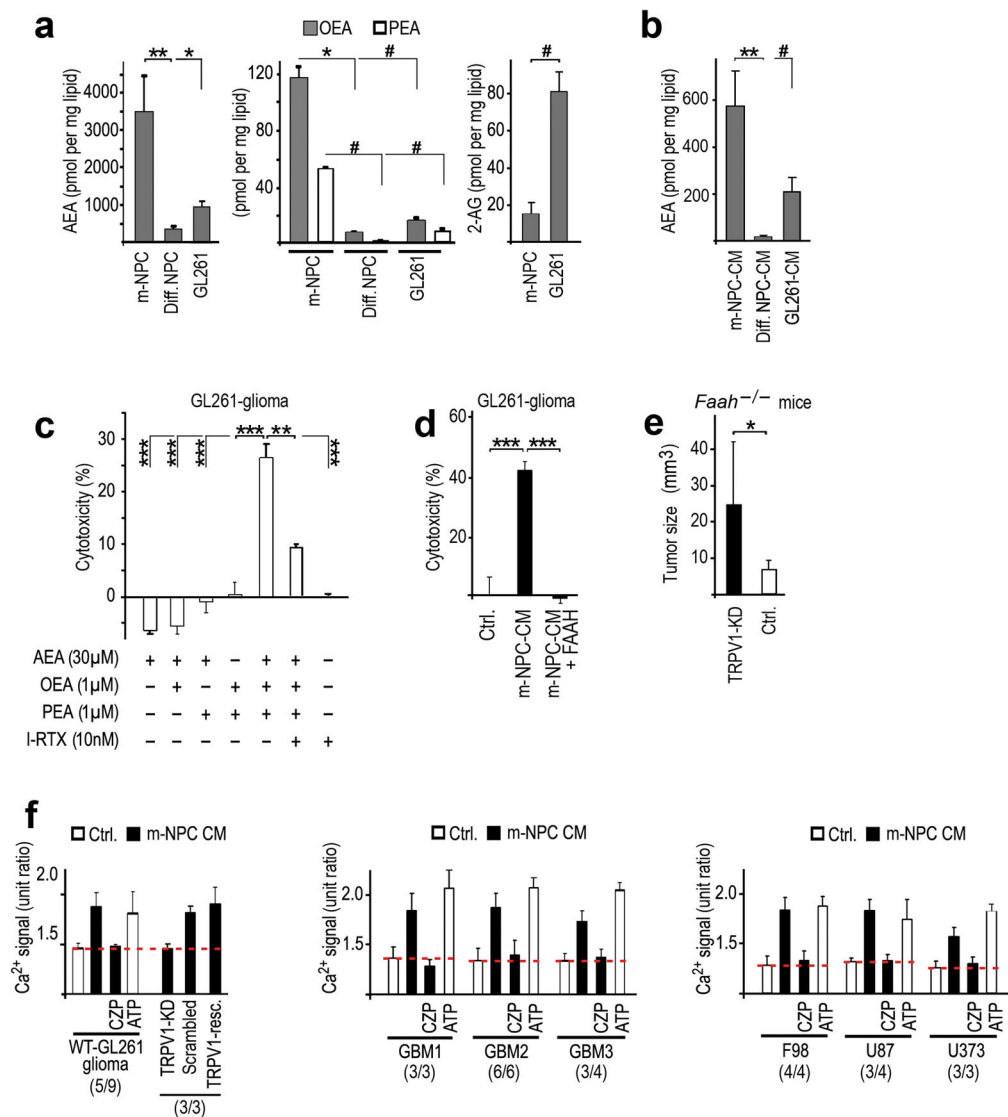 a
OEA PEA
b
AEA (pmol per mg lipid)
4000
3000
2000
1000
** *
m-NPC
Diff. NPC
GL261
(pmol per mg lipid)
120
80
40
* #
# #
m-NPC
Diff. NPC
GL261
2-AG (pmol per mg lipid)
80
60
40
20
0
#
m-NPC
GL261
AEA (pmol per mg lipid)
600
400
200
** #
m-NPC-CM
Diff. NPC-CM
GL261-CM
c
GL261-glioma
Cytotoxicity (%)
30
20
10
0
*** *** *** *** ** ***
AEA (30µM) + + + – + + –
OEA (1µM) – + – + + + –
PEA (1µM) – – + + + + –
I-RTX (10nM) – – – – – + +
d
GL261-glioma
Cytotoxicity (%)
60
40
20
0
*** ***
Ctrl.
m-NPC-CM
m-NPC-CM
+ FAAH
e
Faah–/– mice
Tumor size (mm3)
40
30
20
10
*
TRPV1-KD
Ctrl.
f
Ctrl. m-NPC CM
Ca2+ signal (unit ratio)
2.0
1.5
CZP
ATP
TRPV1-KD
Scrambled
TRPV1-resc.
WT-GL261
glioma
(5/9)
(3/3)
Ctrl. m-NPC CM
Ca2+ signal (unit ratio)
2.0
1.5
CZP
ATP
CZP
ATP
CZP
ATP
GBM1 GBM2 GBM3
(3/3) (6/6) (3/4)
Ctrl. m-NPC CM
Ca2+ signal (unit ratio)
2.0
1.5
CZP
ATP
CZP
ATP
CZP
ATP
F98 U87 U373
(4/4) (3/4) (3/3)